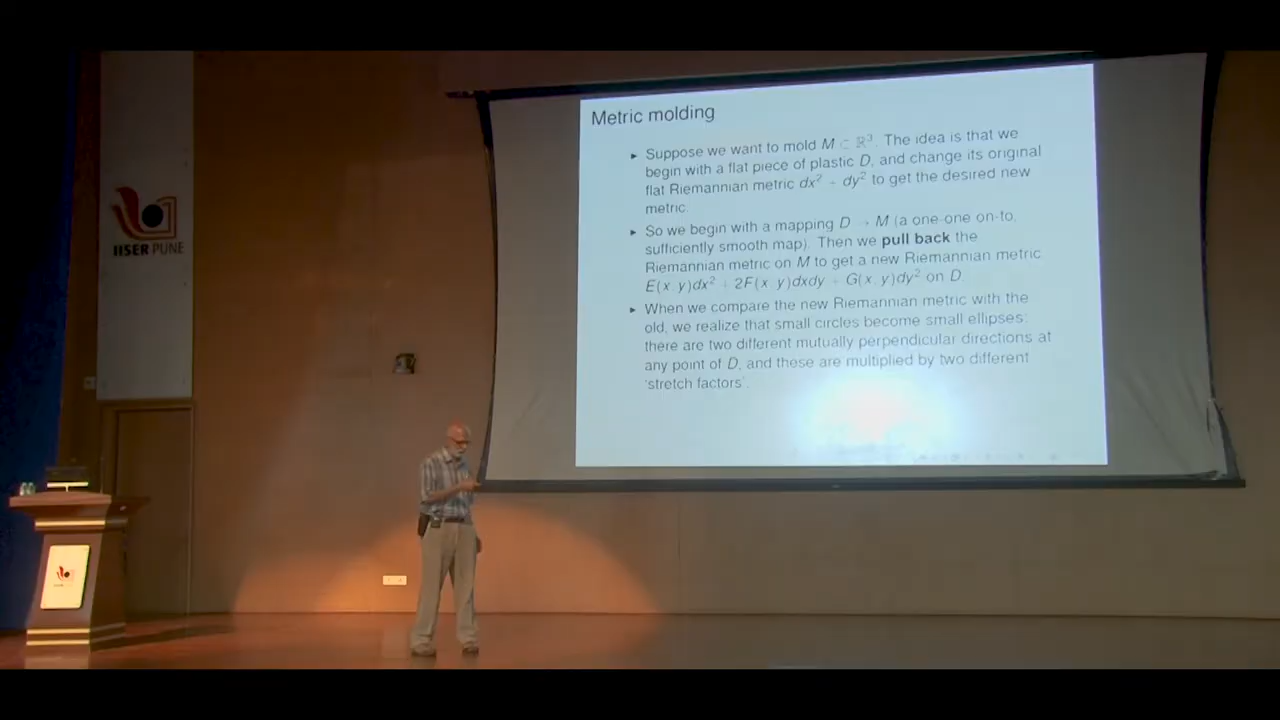 Metric molding
▸ Suppose we want to mold M ⊂ ℝ³. The idea is that we
begin with a flat piece of plastic D, and change its original
flat Riemannian metric dx² + dy² to get the desired new
metric.
▸ So we begin with a mapping D → M (a one-one on-to,
sufficiently smooth map). Then we pull back the
Riemannian metric on M to get a new Riemannian metric
E(x, y)dx² + 2F(x, y)dxdy + G(x, y)dy² on D.
▸ When we compare the new Riemannian metric with the
old, we realize that small circles become small ellipses:
there are two different mutually perpendicular directions at
any point of D, and these are multiplied by two different
'stretch factors'.
IISER PUNE